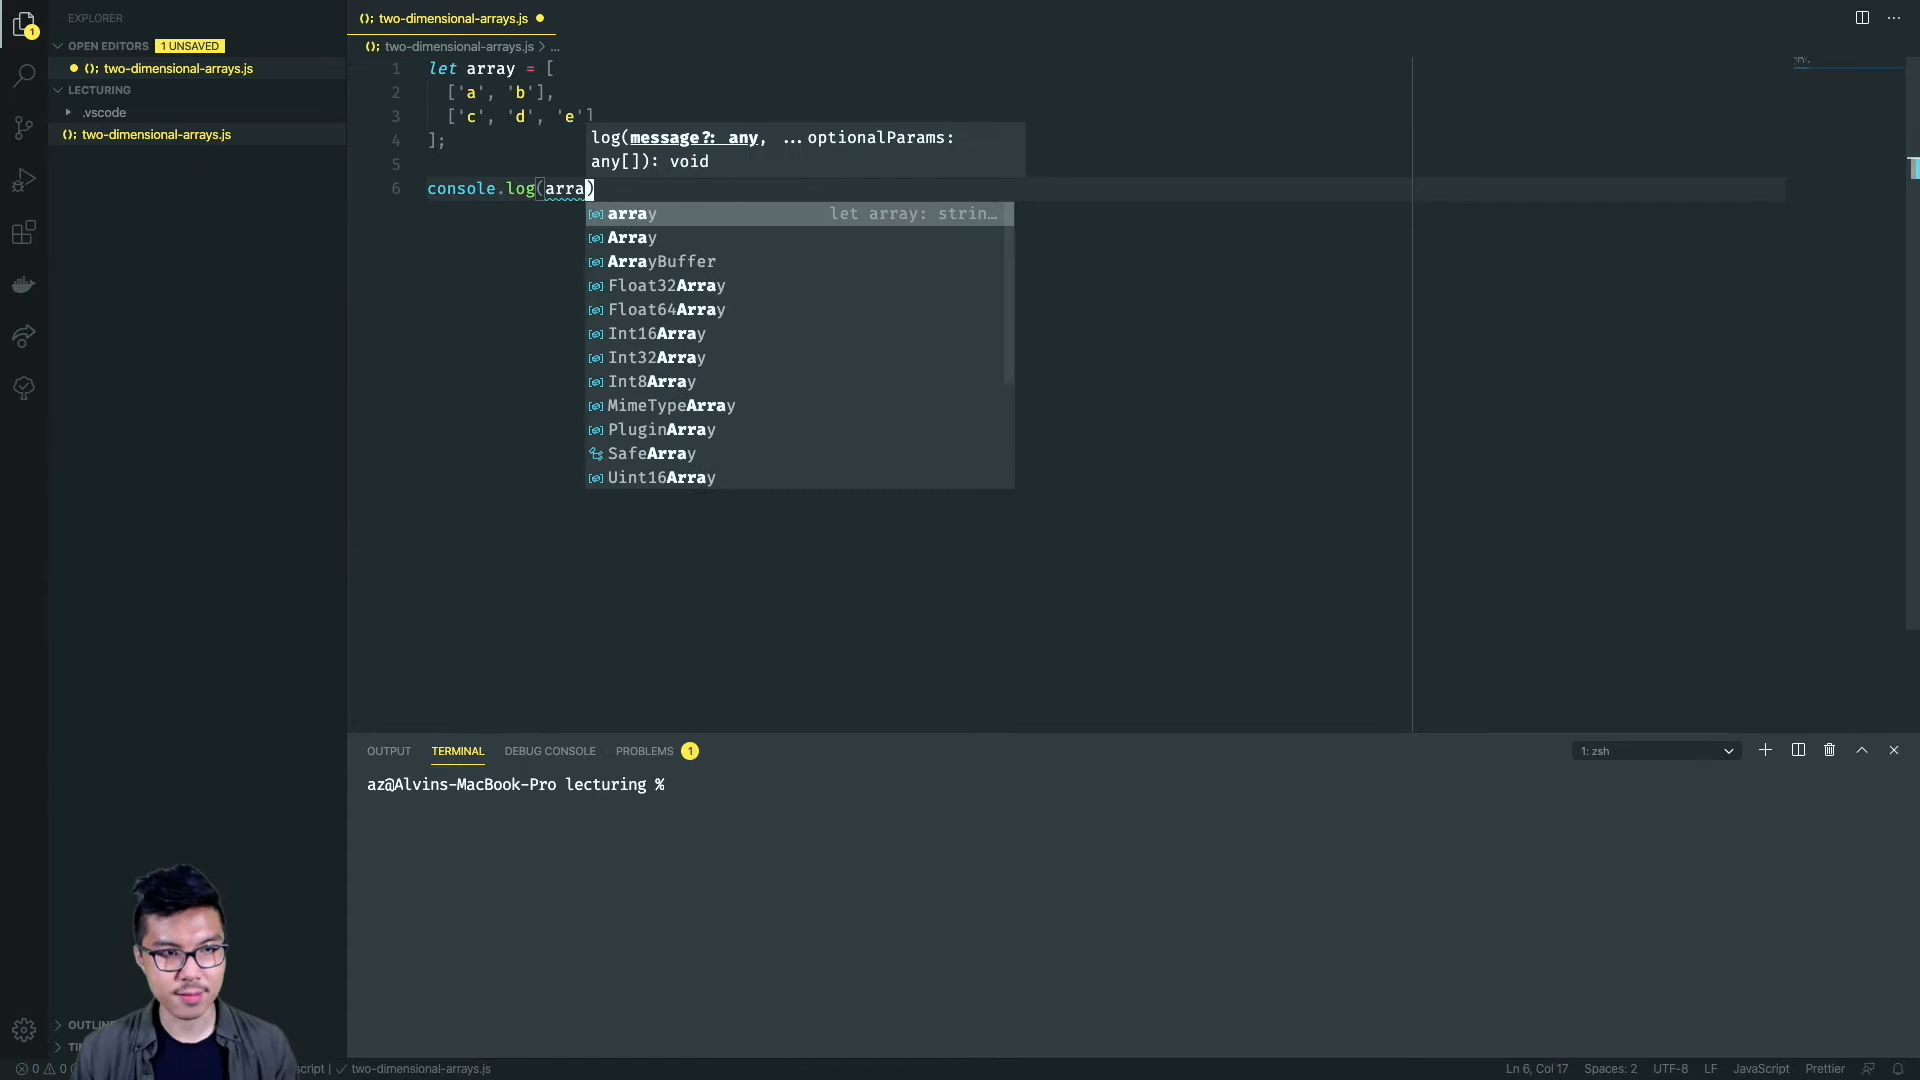 EXPLORER
OPEN EDITORS 1 UNSAVED
(); two-dimensional-arrays.js
LECTURING
.vscode
(); two-dimensional-arrays.js
1
(); two-dimensional-arrays.js
(); two-dimensional-arrays.js > ...
1 let array = [
2 ['a', 'b'],
3 ['c', 'd', 'e']
4 ];
5
6 console.log(arra)
log(message?: any, ...optionalParams:
any[]): void
array let array: strin…
Array
ArrayBuffer
Float32Array
Float64Array
Int16Array
Int32Array
Int8Array
MimeTypeArray
PluginArray
SafeArray
Uint16Array
OUTPUT TERMINAL DEBUG CONSOLE PROBLEMS 1
1: zsh
az@Alvins-MacBook-Pro lecturing %
0 0
script | ✓ two-dimensional-arrays.js
Ln 6, Col 17 Spaces: 2 UTF-8 LF JavaScript Prettier